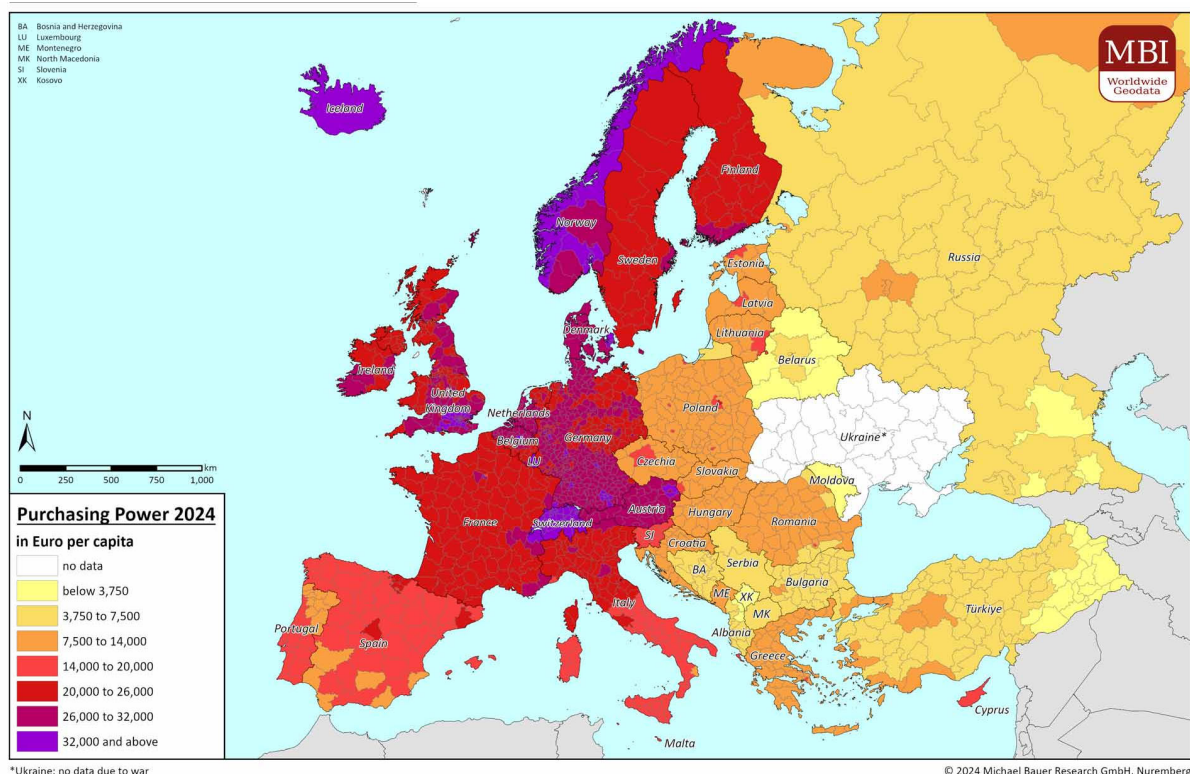 BA Bosnia and Herzegovina
LU Luxembourg
ME Montenegro
MK North Macedonia
SI Slovenia
XK Kosovo
MBI
Worldwide
Geodata
Iceland
Finland
Norway
Sweden
Estonia
Russia
Latvia
Denmark
Lithuania
Ireland
Belarus
United
Kingdom
Netherlands
Poland
Belgium
Germany
Ukraine*
LU
Czechia
Slovakia
Moldova
France
Switzerland
Austria
Hungary
Romania
SI
Croatia
BA
Serbia
Bulgaria
ME
XK
MK
Italy
Türkiye
Portugal
Spain
Albania
Greece
Cyprus
Malta
N
km
0 250 500 750 1,000
Purchasing Power 2024
in Euro per capita
no data
below 3,750
3,750 to 7,500
7,500 to 14,000
14,000 to 20,000
20,000 to 26,000
26,000 to 32,000
32,000 and above
*Ukraine: no data due to war
© 2024 Michael Bauer Research GmbH, Nuremberg